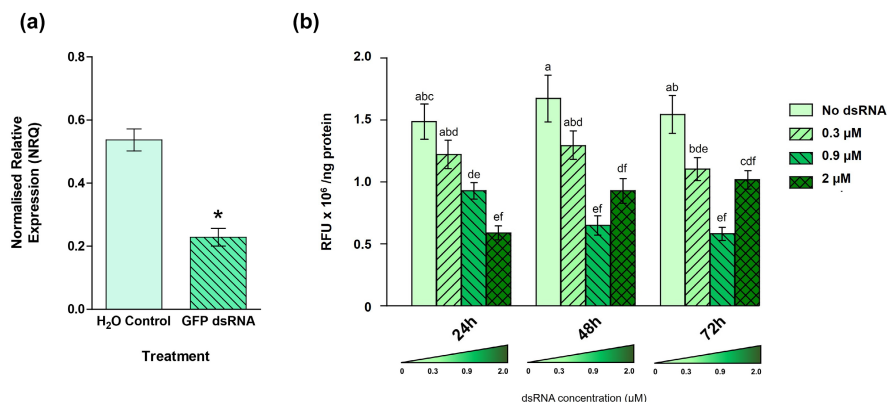 (a)
Normalised Relative
Expression (NRQ)
0.8
0.6
0.4
0.2
0.0
*
H₂O Control GFP dsRNA
Treatment
(b)
RFU x 10⁶ /ng protein
2.0
1.5
1.0
0.5
0
abc
abd
de
ef
a
abd
ef
df
ab
bde
ef
cdf
24h 48h 72h
0 0.3 0.9 2.0 0 0.3 0.9 2.0 0 0.3 0.9 2.0
dsRNA concentration (µM)
No dsRNA
0.3 µM
0.9 µM
2 µM